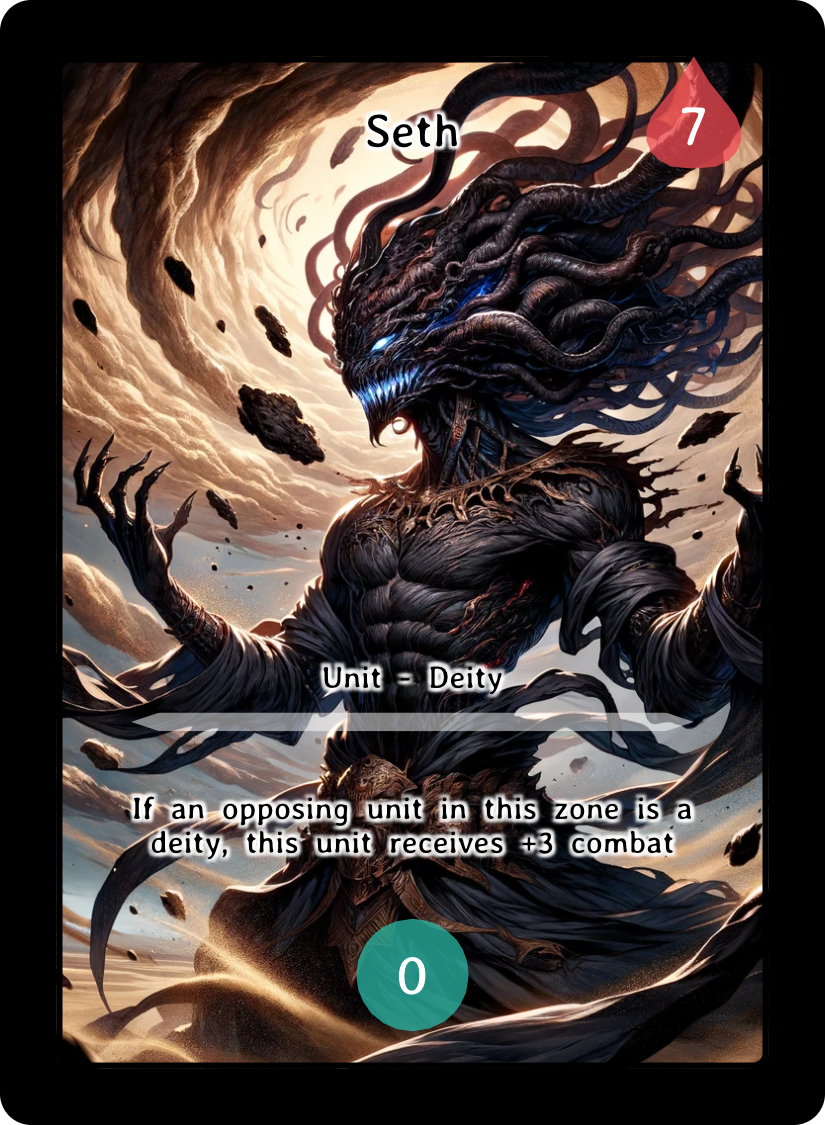 Seth
7
Unit - Deity
If an opposing unit in this zone is a
deity, this unit receives +3 combat
0